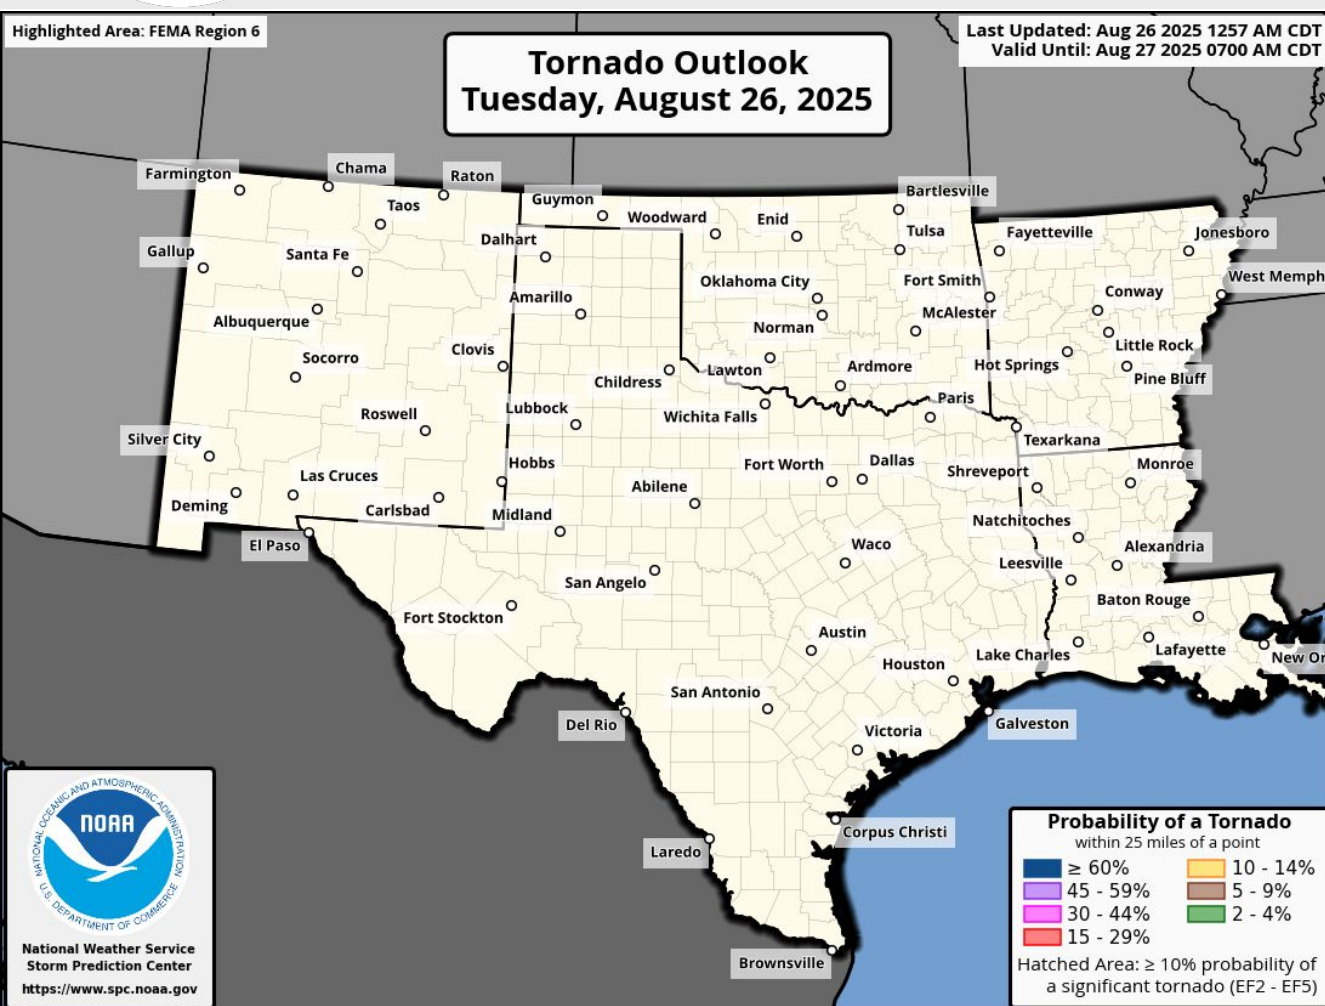 Highlighted Area: FEMA Region 6
Tornado Outlook
Tuesday, August 26, 2025
Last Updated: Aug 26 2025 1257 AM CDT
Valid Until: Aug 27 2025 0700 AM CDT
Farmington
Chama
Raton
Taos
Guymon
Woodward
Enid
Bartlesville
Tulsa
Fayetteville
Jonesboro
Gallup
Santa Fe
Dalhart
Oklahoma City
Fort Smith
Conway
West Memph
Albuquerque
Amarillo
Norman
McAlester
Little Rock
Socorro
Clovis
Childress
Lawton
Ardmore
Hot Springs
Pine Bluff
Roswell
Lubbock
Wichita Falls
Paris
Texarkana
Silver City
Las Cruces
Hobbs
Abilene
Fort Worth
Dallas
Shreveport
Monroe
Deming
Carlsbad
Midland
Natchitoches
El Paso
San Angelo
Waco
Leesville
Alexandria
Fort Stockton
Austin
Baton Rouge
Houston
Lake Charles
Lafayette
New Or
San Antonio
Del Rio
Victoria
Galveston
Corpus Christi
Laredo
Brownsville
NATIONAL OCEANIC AND ATMOSPHERIC ADMINISTRATION
NOAA
U.S. DEPARTMENT OF COMMERCE
National Weather Service
Storm Prediction Center
https://www.spc.noaa.gov
Probability of a Tornado
within 25 miles of a point
≥ 60% 10 - 14%
45 - 59% 5 - 9%
30 - 44% 2 - 4%
15 - 29%
Hatched Area: ≥ 10% probability of
a significant tornado (EF2 - EF5)